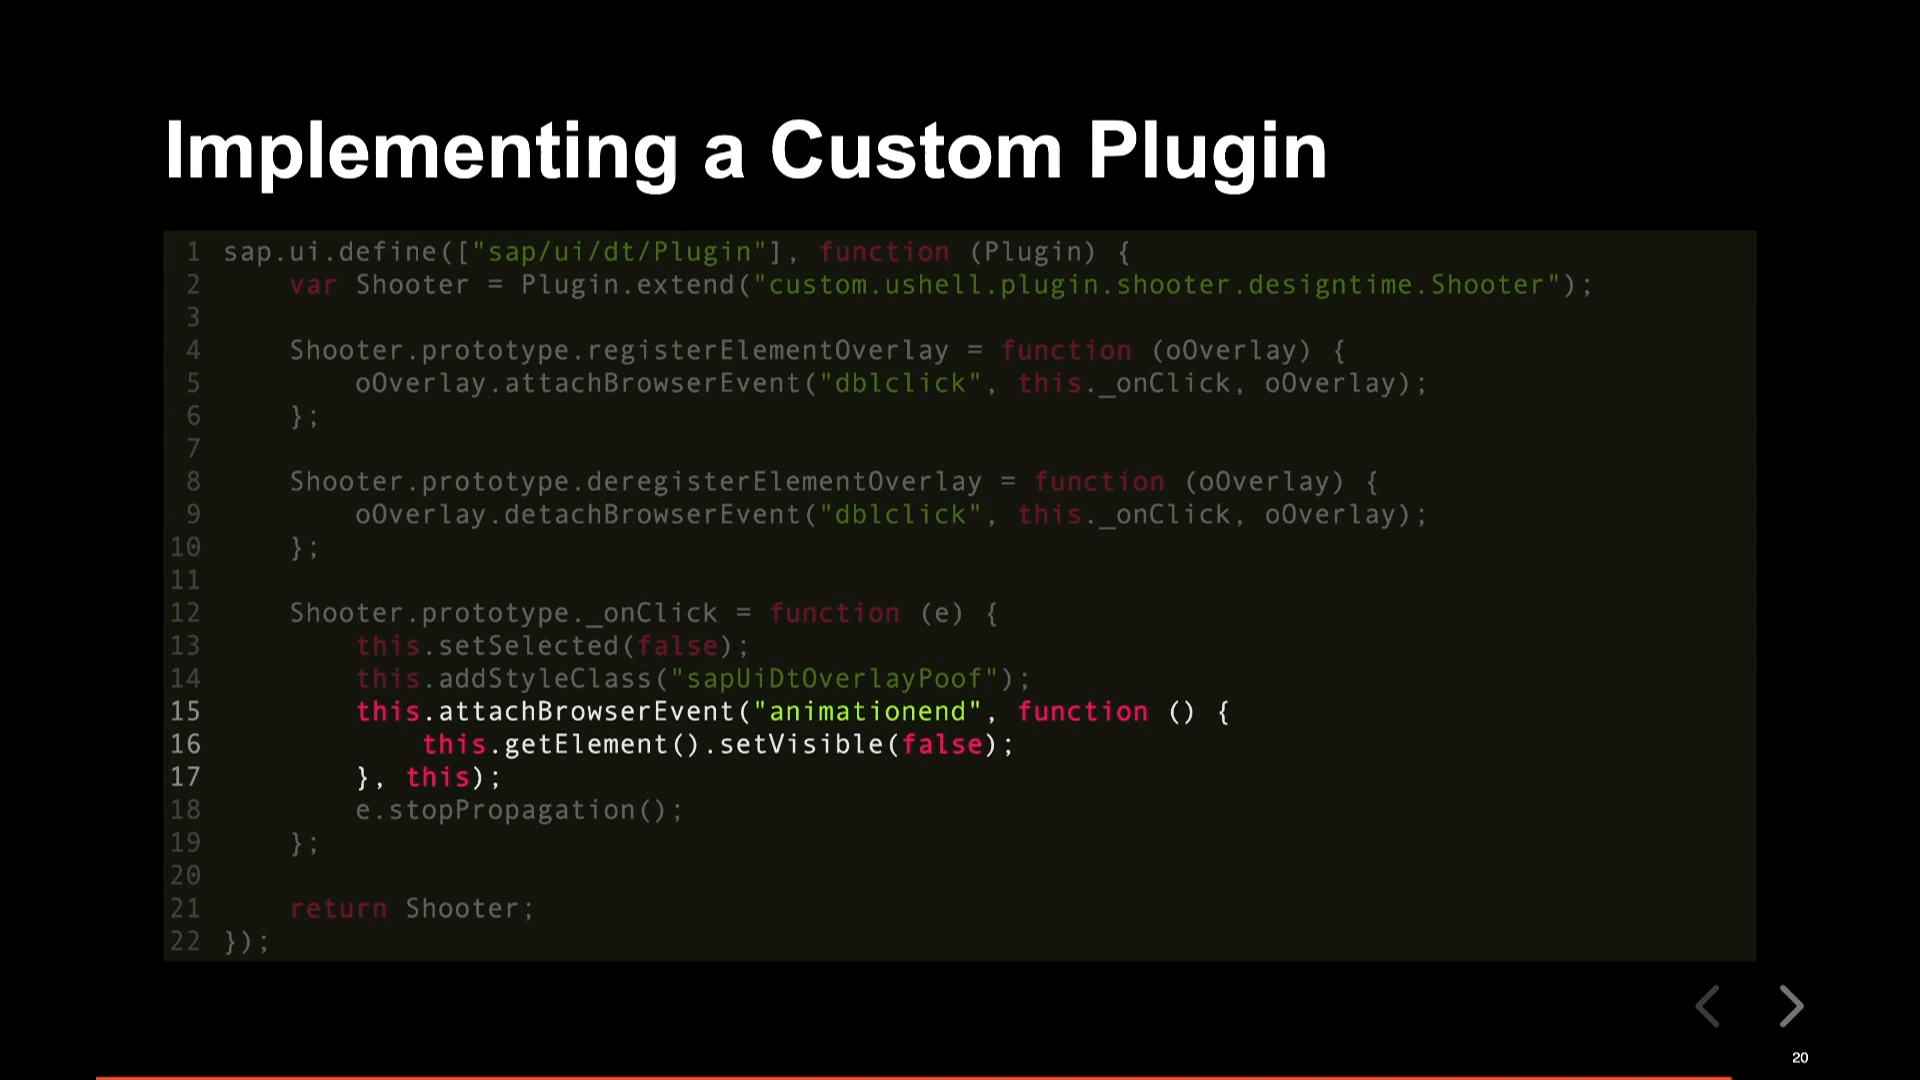 Implementing a Custom Plugin
1 sap.ui.define(["sap/ui/dt/Plugin"], function (Plugin) {
2     var Shooter = Plugin.extend("custom.ushell.plugin.shooter.designtime.Shooter");
3
4     Shooter.prototype.registerElementOverlay = function (oOverlay) {
5         oOverlay.attachBrowserEvent("dblclick", this._onClick, oOverlay);
6     };
7
8     Shooter.prototype.deregisterElementOverlay = function (oOverlay) {
9         oOverlay.detachBrowserEvent("dblclick", this._onClick, oOverlay);
10     };
11
12     Shooter.prototype._onClick = function (e) {
13         this.setSelected(false);
14         this.addStyleClass("sapUiDtOverlayPoof");
15         this.attachBrowserEvent("animationend", function () {
16             this.getElement().setVisible(false);
17         }, this);
18         e.stopPropagation();
19     };
20
21     return Shooter;
22 });
20